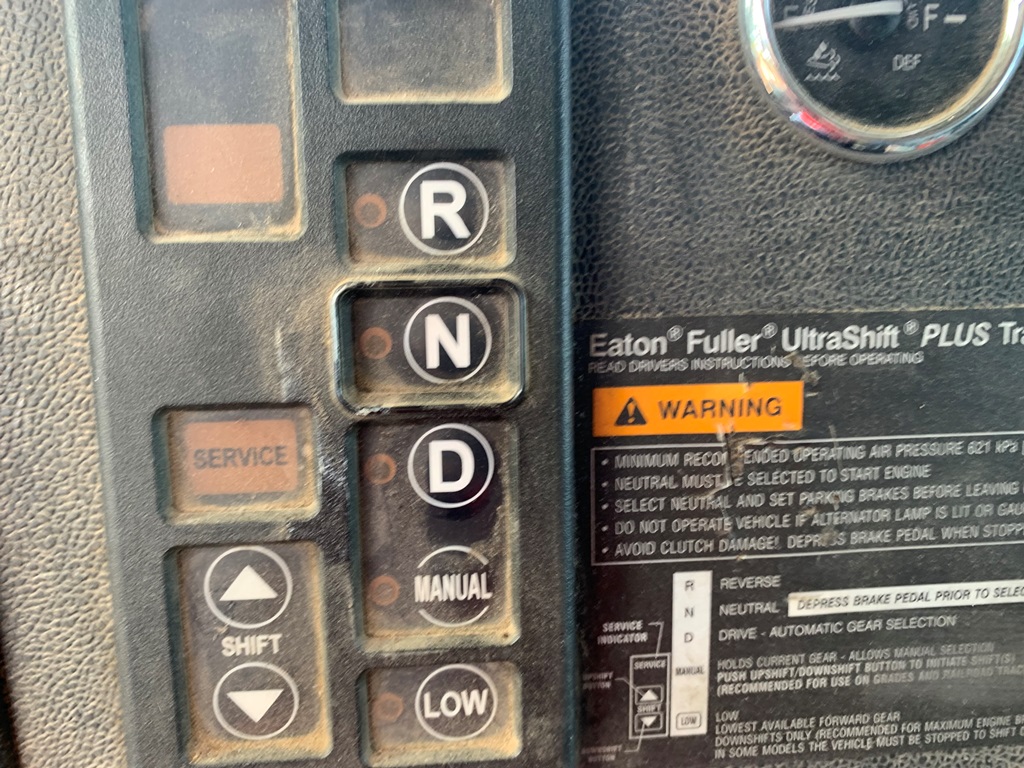 E F
DEF
R
N
D
MANUAL
LOW
SERVICE
SHIFT
Eaton® Fuller® UltraShift® PLUS
READ DRIVERS INSTRUCTIONS BEFORE OPERATING
WARNING
• MINIMUM RECOMMENDED OPERATING AIR PRESSURE 621 kPa
• NEUTRAL MUST BE SELECTED TO START ENGINE
• SELECT NEUTRAL AND SET PARKING BRAKES BEFORE LEAVING
• DO NOT OPERATE VEHICLE IF ALTERNATOR LAMP IS LIT OR
• AVOID CLUTCH DAMAGE! DEPRESS BRAKE PEDAL WHEN
R REVERSE
N NEUTRAL DEPRESS BRAKE PEDAL PRIOR TO
D DRIVE - AUTOMATIC GEAR SELECTION
SERVICE
INDICATOR
SERVICE
SHIFT
MANUAL
HOLDS CURRENT GEAR - ALLOWS MANUAL SELECTION
PUSH UPSHIFT/DOWNSHIFT BUTTON TO INITIATE SHIFT(S)
(RECOMMENDED FOR USE ON GRADES AND RAILROAD
LOW
LOW
LOWEST AVAILABLE FORWARD GEAR
DOWNSHIFTS ONLY (RECOMMENDED FOR MAXIMUM ENGINE
IN SOME MODELS THE VEHICLE MUST BE STOPPED TO SHIFT